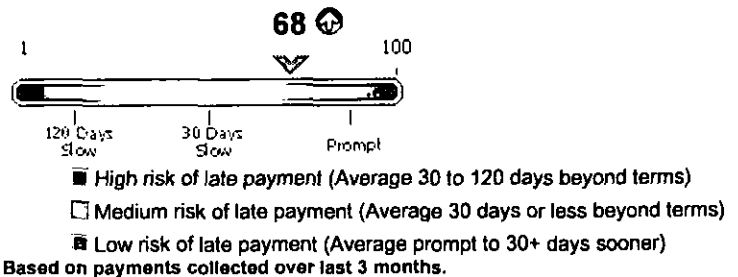 68
1 100
120 Days Slow
30 Days Slow
Prompt
High risk of late payment (Average 30 to 120 days beyond terms)
Medium risk of late payment (Average 30 days or less beyond terms)
Low risk of late payment (Average prompt to 30+ days sooner)
Based on payments collected over last 3 months.